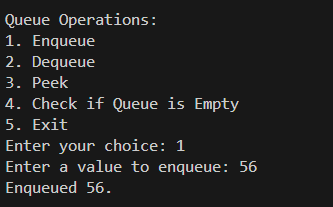 Queue Operations:
1. Enqueue
2. Dequeue
3. Peek
4. Check if Queue is Empty
5. Exit
Enter your choice: 1
Enter a value to enqueue: 56
Enqueued 56.